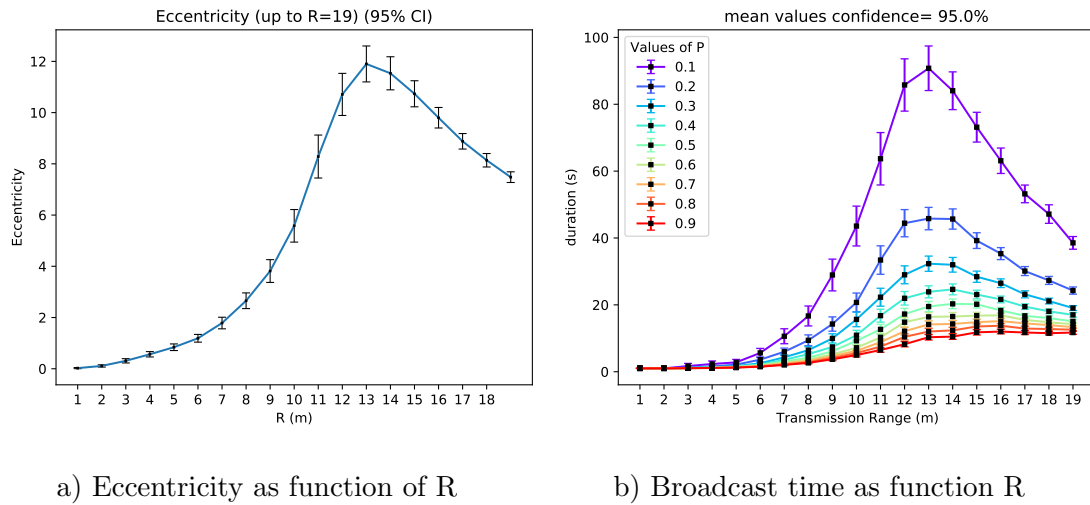 Eccentricity (up to R=19) (95% CI)
12
10
8
6
4
2
0
Eccentricity
1 2 3 4 5 6 7 8 9 10 11 12 13 14 15 16 17 18
R (m)
a) Eccentricity as function of R
mean values confidence= 95.0%
100
80
60
40
20
0
duration (s)
Values of P
0.1
0.2
0.3
0.4
0.5
0.6
0.7
0.8
0.9
1 2 3 4 5 6 7 8 9 10 11 12 13 14 15 16 17 18 19
Transmission Range (m)
b) Broadcast time as function R